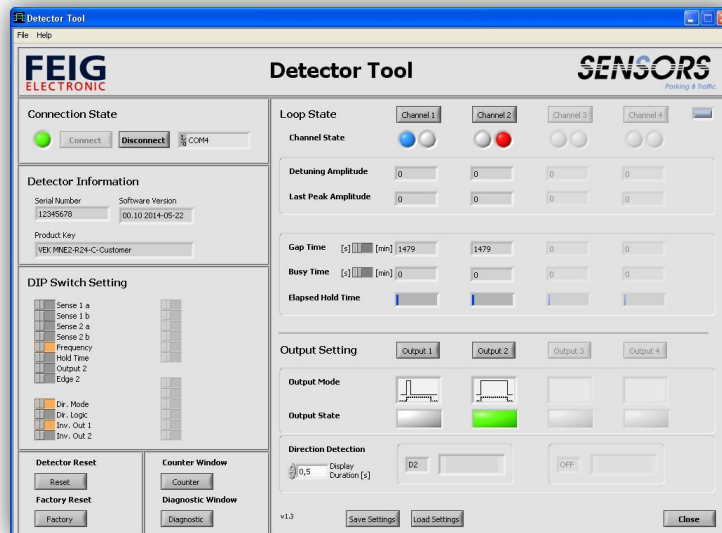 Detector Tool
File Help
FEIG
ELECTRONIC
Detector Tool
SENSORS
Parking & Traffic
Connection State
Connect Disconnect COM4
Detector Information
Serial Number Software Version
12345678 00.10 2014-05-22
Product Key
VEK MNE2-R24-C-Customer
DIP Switch Setting
Sense 1 a
Sense 1 b
Sense 2 a
Sense 2 b
Frequency
Hold Time
Output 2
Edge 2
Dir. Mode
Dir. Logic
Inv. Out 1
Inv. Out 2
Detector Reset
Reset
Factory Reset
Factory
Counter Window
Counter
Diagnostic Window
Diagnostic
Loop State Channel 1 Channel 2 Channel 3 Channel 4
Channel State
Detuning Amplitude 0 0 0 0
Last Peak Amplitude 0 0 0 0
Gap Time [s] [min] 1479 1479 0 0
Busy Time [s] [min] 0 0 0 0
Elapsed Hold Time
Output Setting Output 1 Output 2 Output 3 Output 4
Output Mode
Output State
Direction Detection
0,5 Display
Duration [s]
D2 OFF
v1.3 Save Settings Load Settings Close